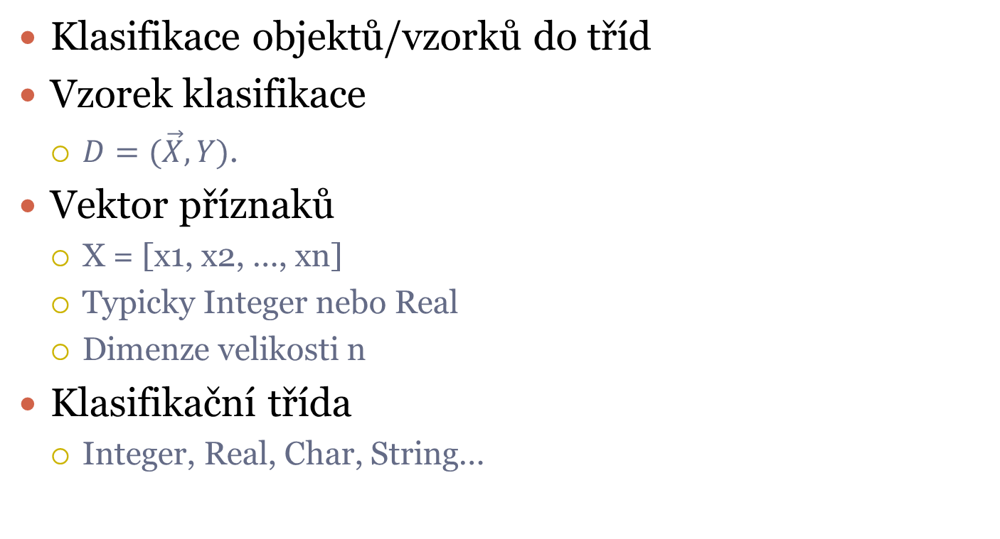 • Klasifikace objektů/vzorků do tříd
• Vzorek klasifikace
○ D = (X⃗, Y).
• Vektor příznaků
○ X = [x1, x2, …, xn]
○ Typicky Integer nebo Real
○ Dimenze velikosti n
• Klasifikační třída
○ Integer, Real, Char, String…